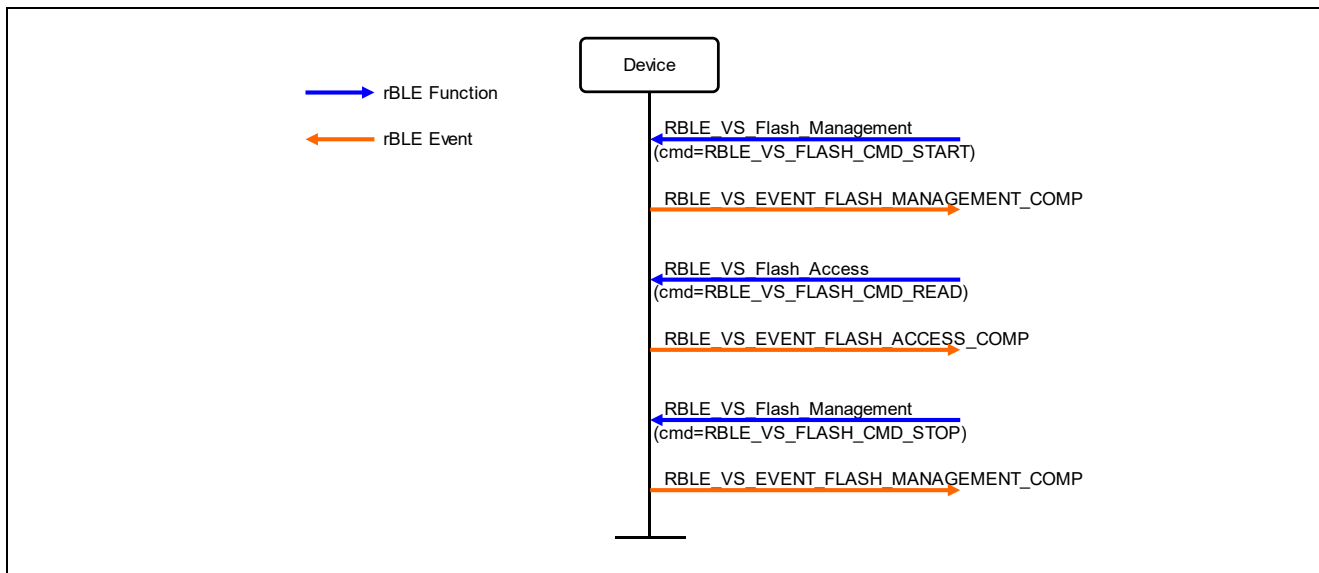 Device
rBLE Function
rBLE Event
RBLE_VS_Flash_Management
(cmd=RBLE_VS_FLASH_CMD_START)
RBLE_VS_EVENT_FLASH_MANAGEMENT_COMP
RBLE_VS_Flash_Access
(cmd=RBLE_VS_FLASH_CMD_READ)
RBLE_VS_EVENT_FLASH_ACCESS_COMP
RBLE_VS_Flash_Management
(cmd=RBLE_VS_FLASH_CMD_STOP)
RBLE_VS_EVENT_FLASH_MANAGEMENT_COMP